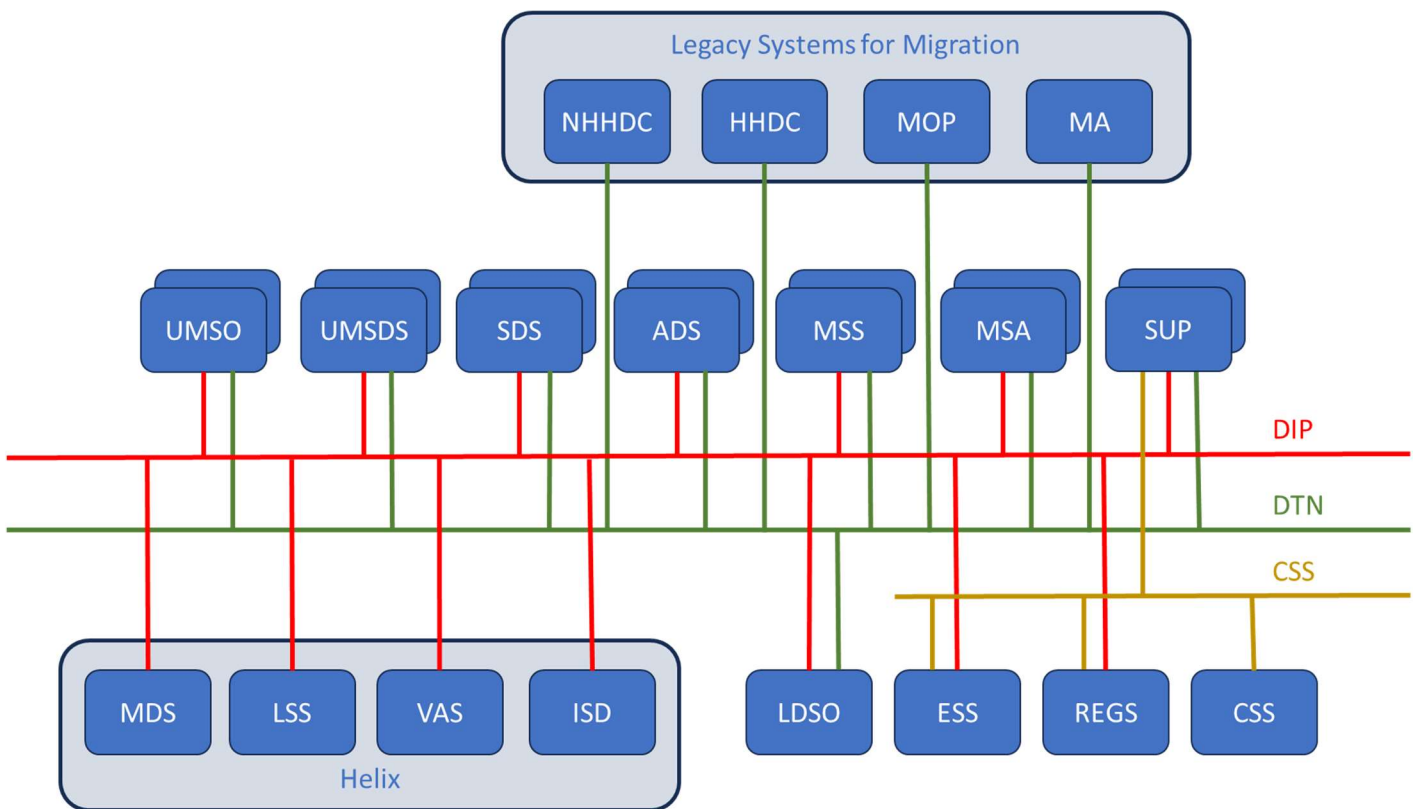 Legacy Systems for Migration
NHHDC
HHDC
MOP
MA
UMSO
UMSDS
SDS
ADS
MSS
MSA
SUP
DIP
DTN
CSS
MDS
LSS
VAS
ISD
LDSO
ESS
REGS
CSS
Helix